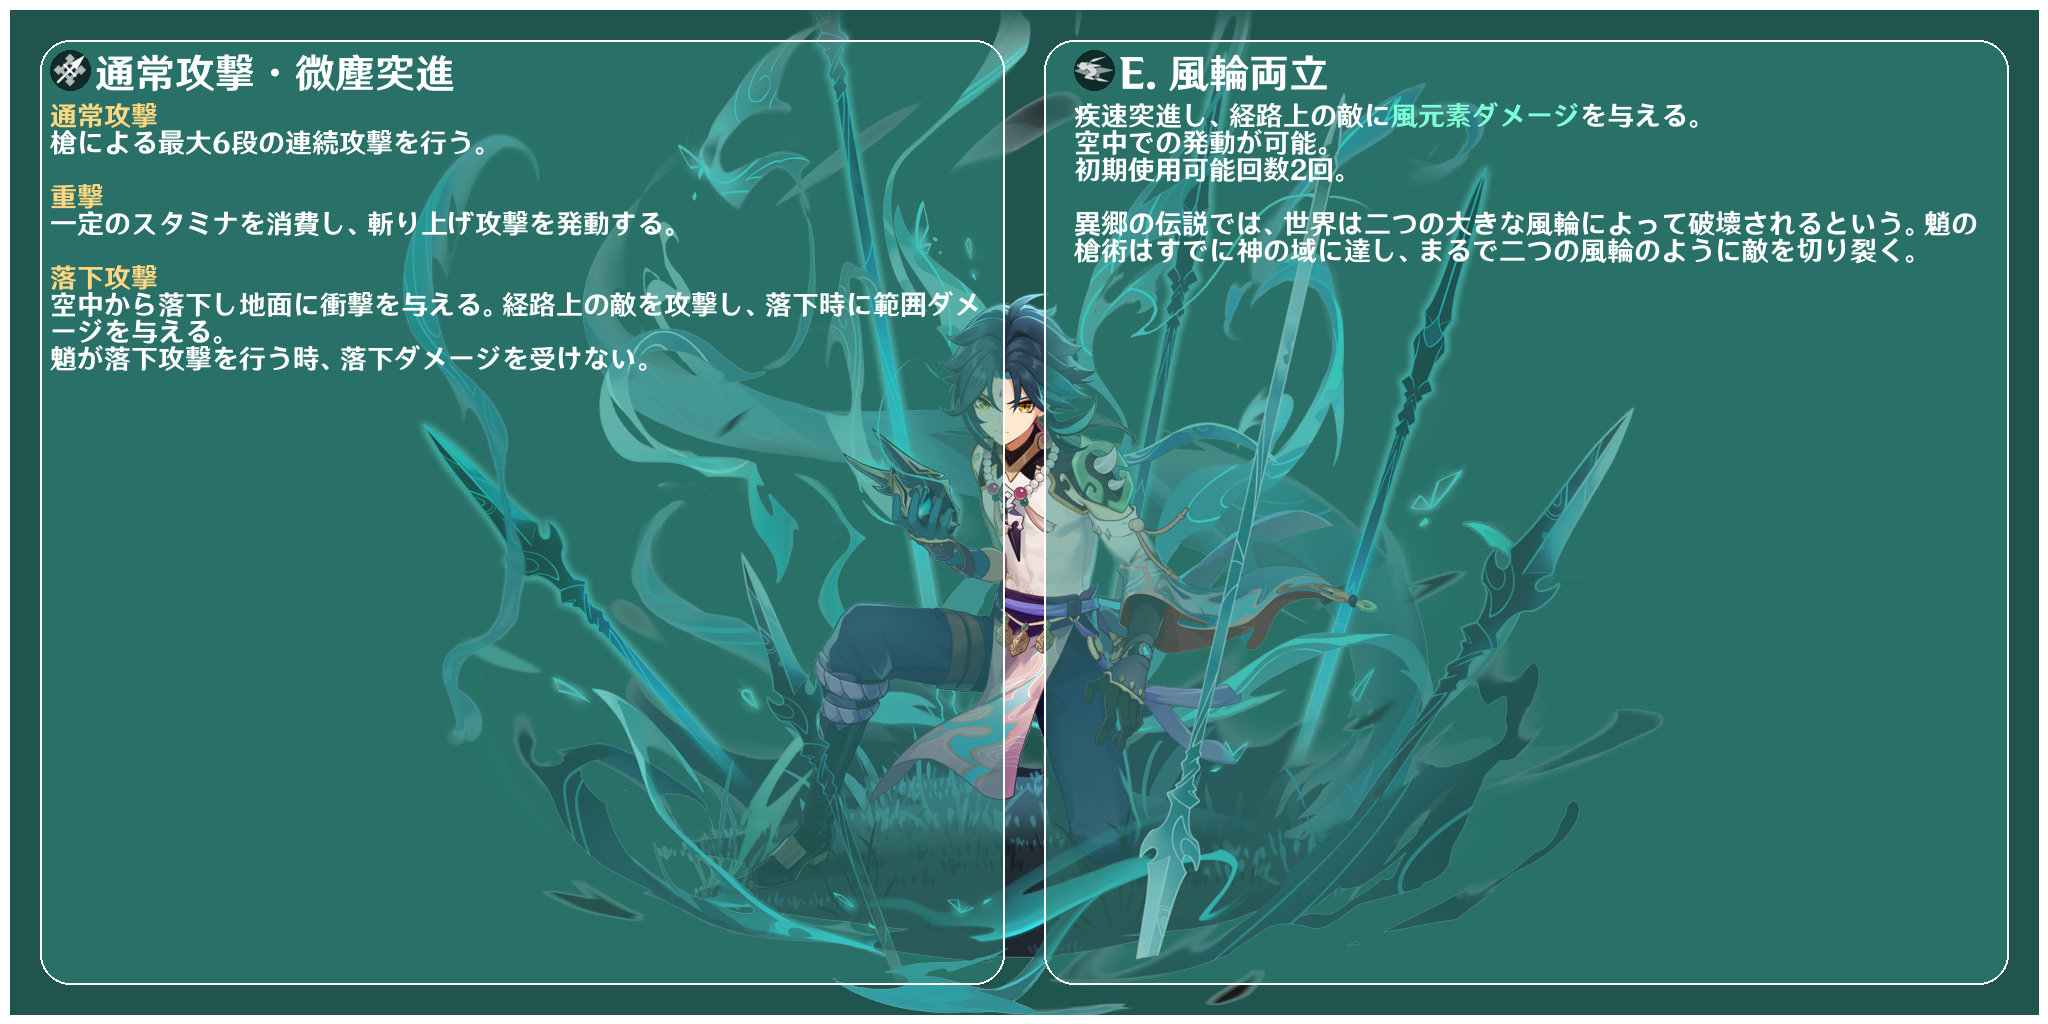 通常攻撃・微塵突進
通常攻撃
槍による最大6段の連続攻撃を行う。
重撃
一定のスタミナを消費し、斬り上げ攻撃を発動する。
落下攻撃
空中から落下し地面に衝撃を与える。経路上の敵を攻撃し、落下時に範囲ダメ
ージを与える。
魈が落下攻撃を行う時、落下ダメージを受けない。
E. 風輪両立
疾速突進し、経路上の敵に風元素ダメージを与える。
空中での発動が可能。
初期使用可能回数2回。
異郷の伝説では、世界は二つの大きな風輪によって破壊されるという。魈の
槍術はすでに神の域に達し、まるで二つの風輪のように敵を切り裂く。